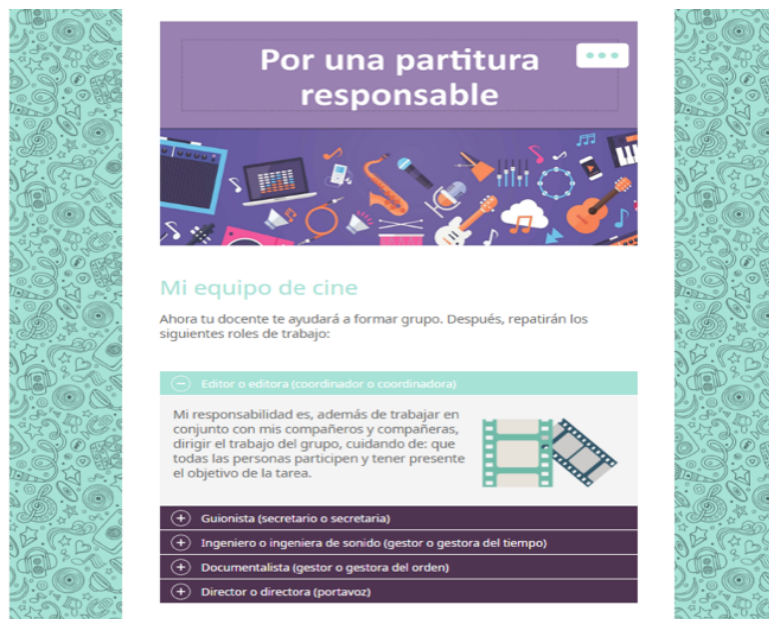 Por una partitura
responsable
Mi equipo de cine
Ahora tu docente te ayudará a formar grupo. Después, repatirán los
siguientes roles de trabajo:
Editor o editora (coordinador o coordinadora)
Mi responsabilidad es, además de trabajar en
conjunto con mis compañeros y compañeras,
dirigir el trabajo del grupo, cuidando de: que
todas las personas participen y tener presente
el objetivo de la tarea.
Guionista (secretario o secretaria)
Ingeniero o ingeniera de sonido (gestor o gestora del tiempo)
Documentalista (gestor o gestora del orden)
Director o directora (portavoz)